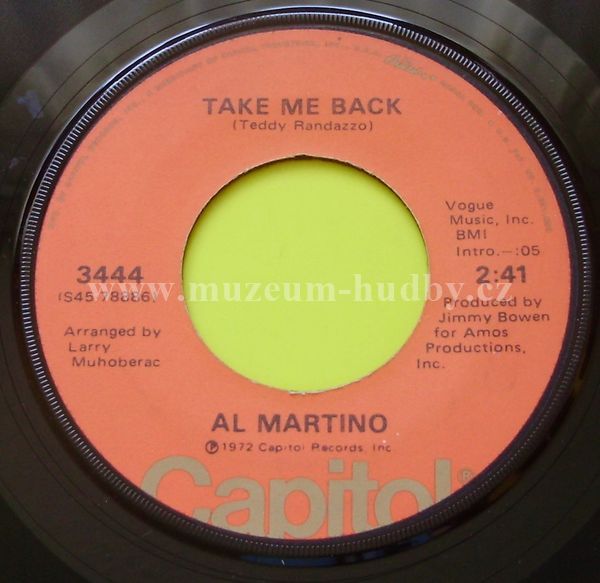 TAKE ME BACK
(Teddy Randazzo)
Vogue
Music, Inc.
BMI
Intro.–:05
3444
(S45-78886)
2:41
www.muzeum-hudby.cz
Arranged by
Larry
Muhoberac
Produced by
Jimmy Bowen
for Amos
Productions,
Inc.
AL MARTINO
℗1972 Capitol Records, Inc.
Capitol®